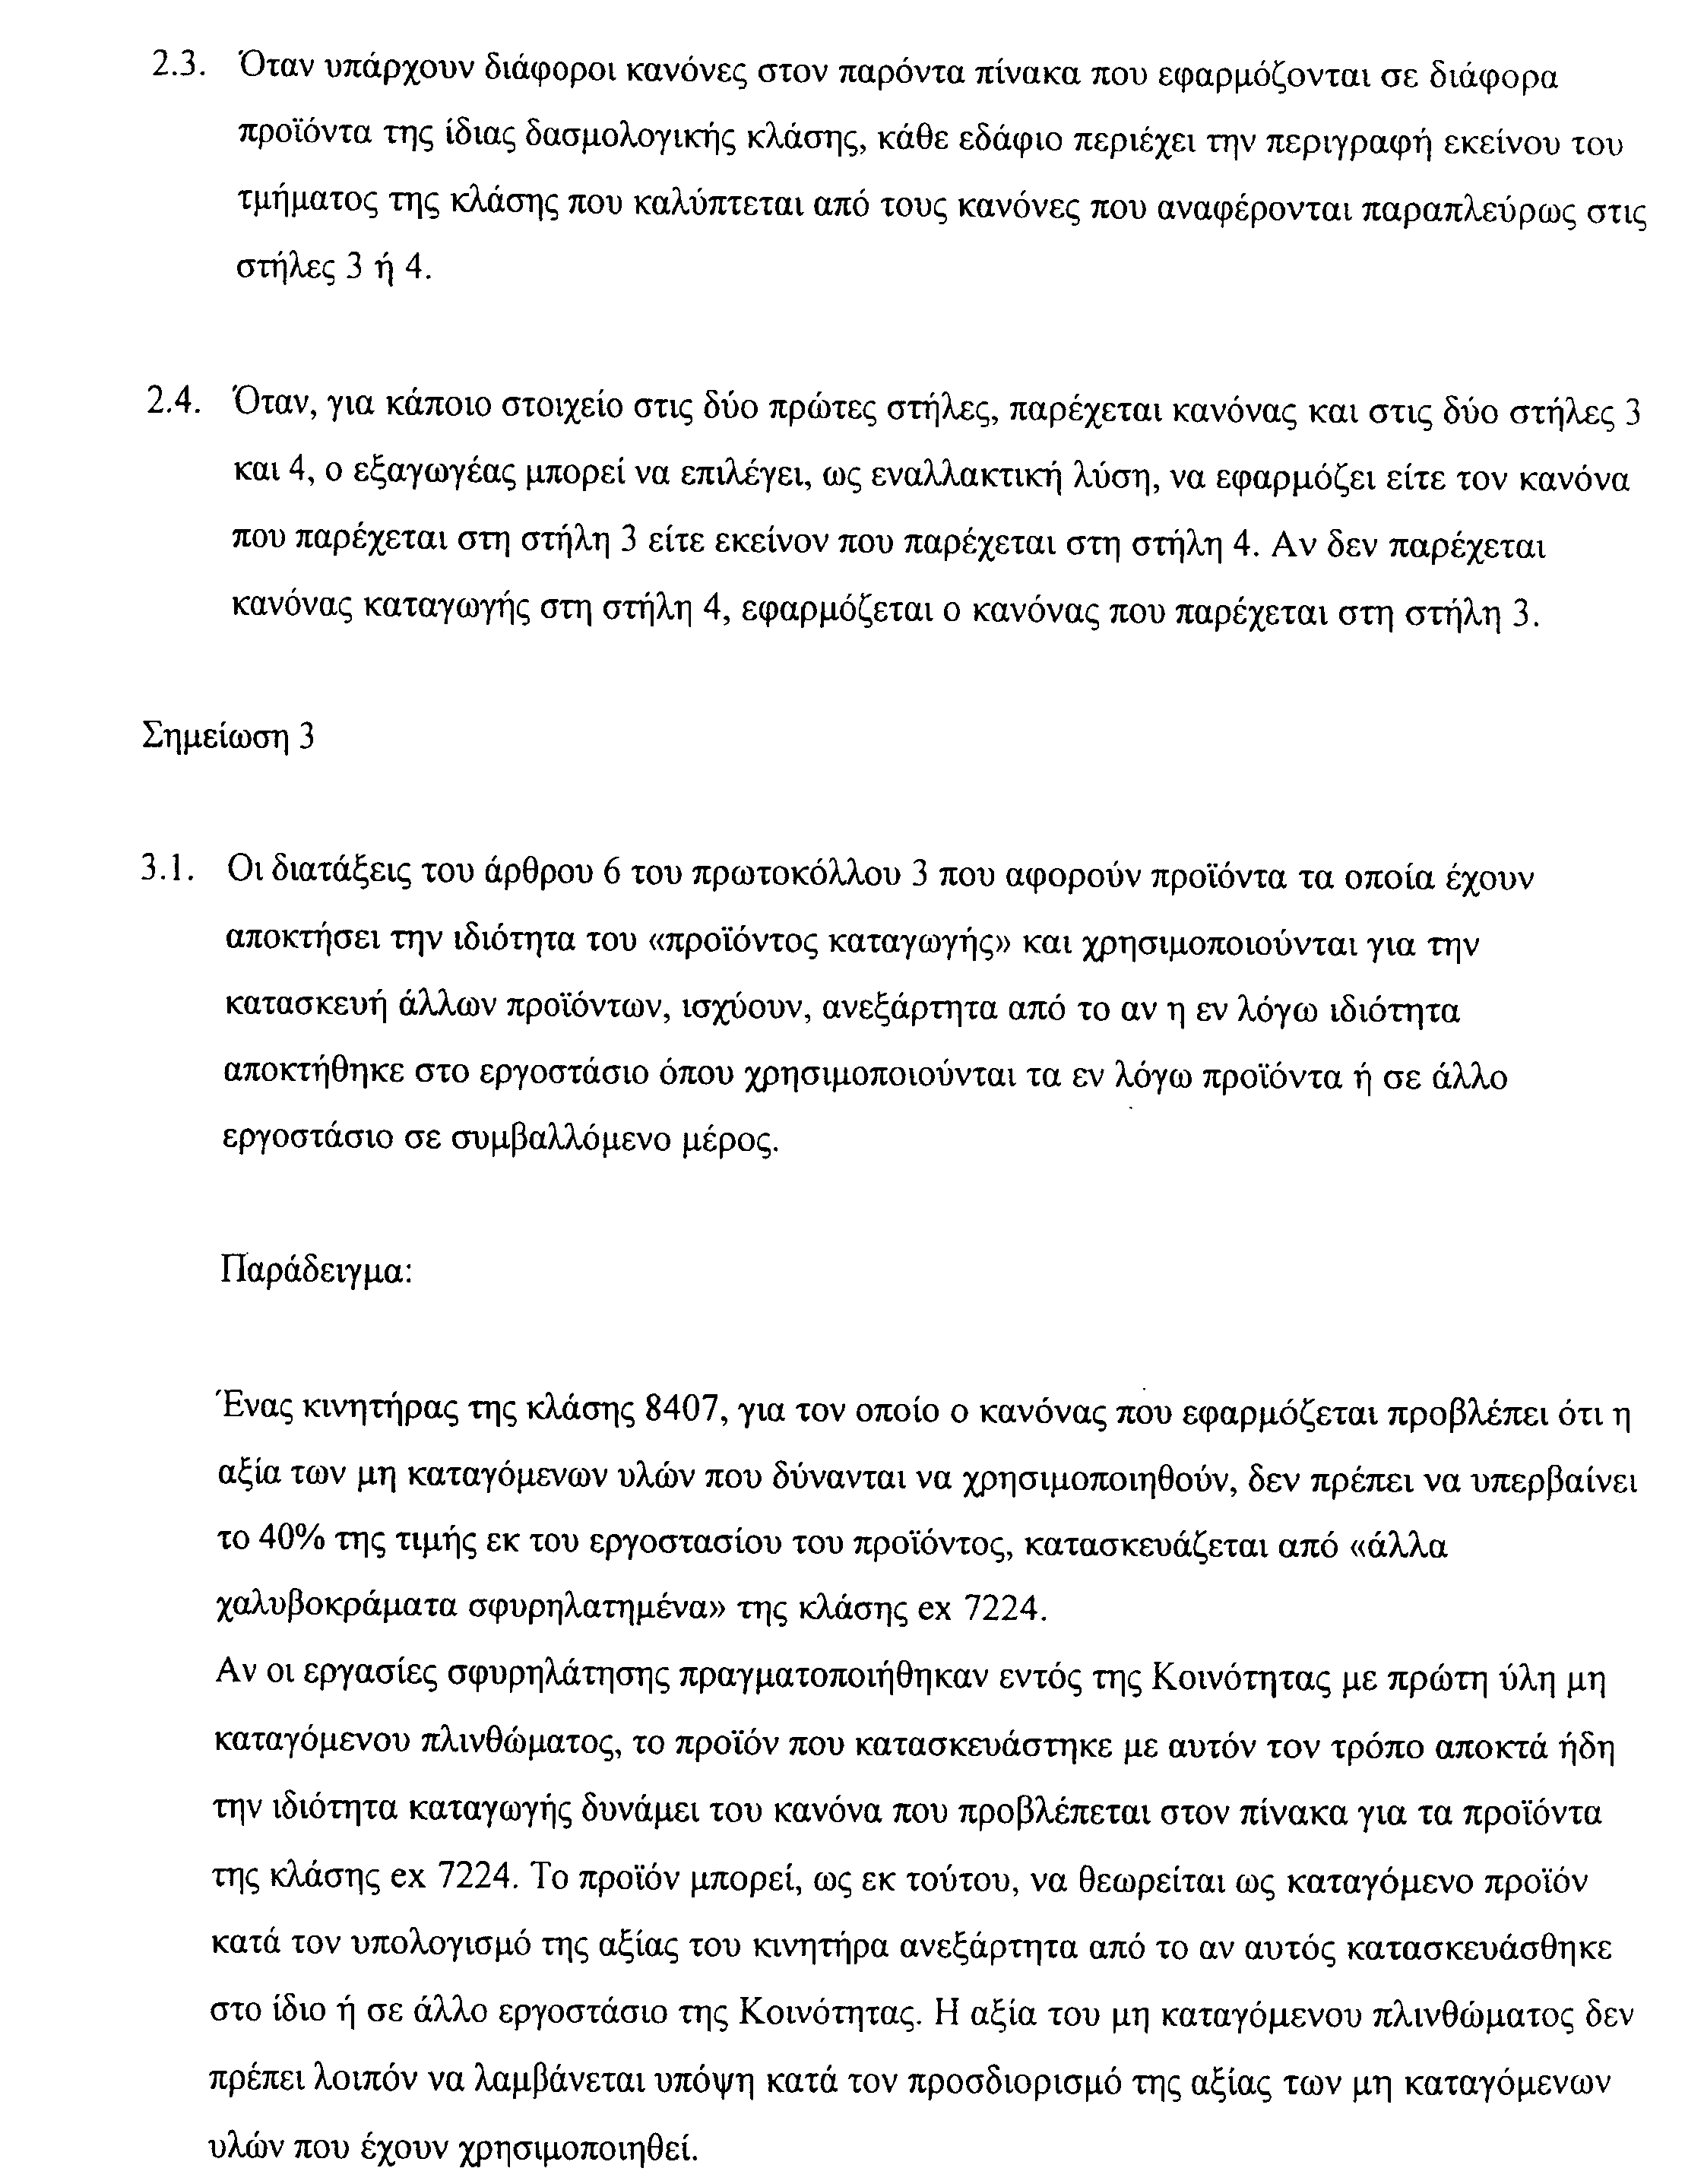 2.3. Όταν υπάρχουν διάφοροι κανόνες στον παρόντα πίνακα που εφαρμόζονται σε διάφορα
προϊόντα της ίδιας δασμολογικής κλάσης, κάθε εδάφιο περιέχει την περιγραφή εκείνου του
τμήματος της κλάσης που καλύπτεται από τους κανόνες που αναφέρονται παραπλεύρως στις
στήλες 3 ή 4.
2.4. Όταν, για κάποιο στοιχείο στις δύο πρώτες στήλες, παρέχεται κανόνας και στις δύο στήλες 3
και 4, ο εξαγωγέας μπορεί να επιλέγει, ως εναλλακτική λύση, να εφαρμόζει είτε τον κανόνα
που παρέχεται στη στήλη 3 είτε εκείνον που παρέχεται στη στήλη 4. Αν δεν παρέχεται
κανόνας καταγωγής στη στήλη 4, εφαρμόζεται ο κανόνας που παρέχεται στη στήλη 3.
Σημείωση 3
3.1. Οι διατάξεις του άρθρου 6 του πρωτοκόλλου 3 που αφορούν προϊόντα τα οποία έχουν
αποκτήσει την ιδιότητα του «προϊόντος καταγωγής» και χρησιμοποιούνται για την
κατασκευή άλλων προϊόντων, ισχύουν, ανεξάρτητα από το αν η εν λόγω ιδιότητα
αποκτήθηκε στο εργοστάσιο όπου χρησιμοποιούνται τα εν λόγω προϊόντα ή σε άλλο
εργοστάσιο σε συμβαλλόμενο μέρος.
Παράδειγμα:
Ένας κινητήρας της κλάσης 8407, για τον οποίο ο κανόνας που εφαρμόζεται προβλέπει ότι η
αξία των μη καταγόμενων υλών που δύνανται να χρησιμοποιηθούν, δεν πρέπει να υπερβαίνει
το 40% της τιμής εκ του εργοστασίου του προϊόντος, κατασκευάζεται από «άλλα
χαλυβοκράματα σφυρηλατημένα» της κλάσης ex 7224.
Αν οι εργασίες σφυρηλάτησης πραγματοποιήθηκαν εντός της Κοινότητας με πρώτη ύλη μη
καταγόμενου πλινθώματος, το προϊόν που κατασκευάστηκε με αυτόν τον τρόπο αποκτά ήδη
την ιδιότητα καταγωγής δυνάμει του κανόνα που προβλέπεται στον πίνακα για τα προϊόντα
της κλάσης ex 7224. Το προϊόν μπορεί, ως εκ τούτου, να θεωρείται ως καταγόμενο προϊόν
κατά τον υπολογισμό της αξίας του κινητήρα ανεξάρτητα από το αν αυτός κατασκευάσθηκε
στο ίδιο ή σε άλλο εργοστάσιο της Κοινότητας. Η αξία του μη καταγόμενου πλινθώματος δεν
πρέπει λοιπόν να λαμβάνεται υπόψη κατά τον προσδιορισμό της αξίας των μη καταγόμενων
υλών που έχουν χρησιμοποιηθεί.